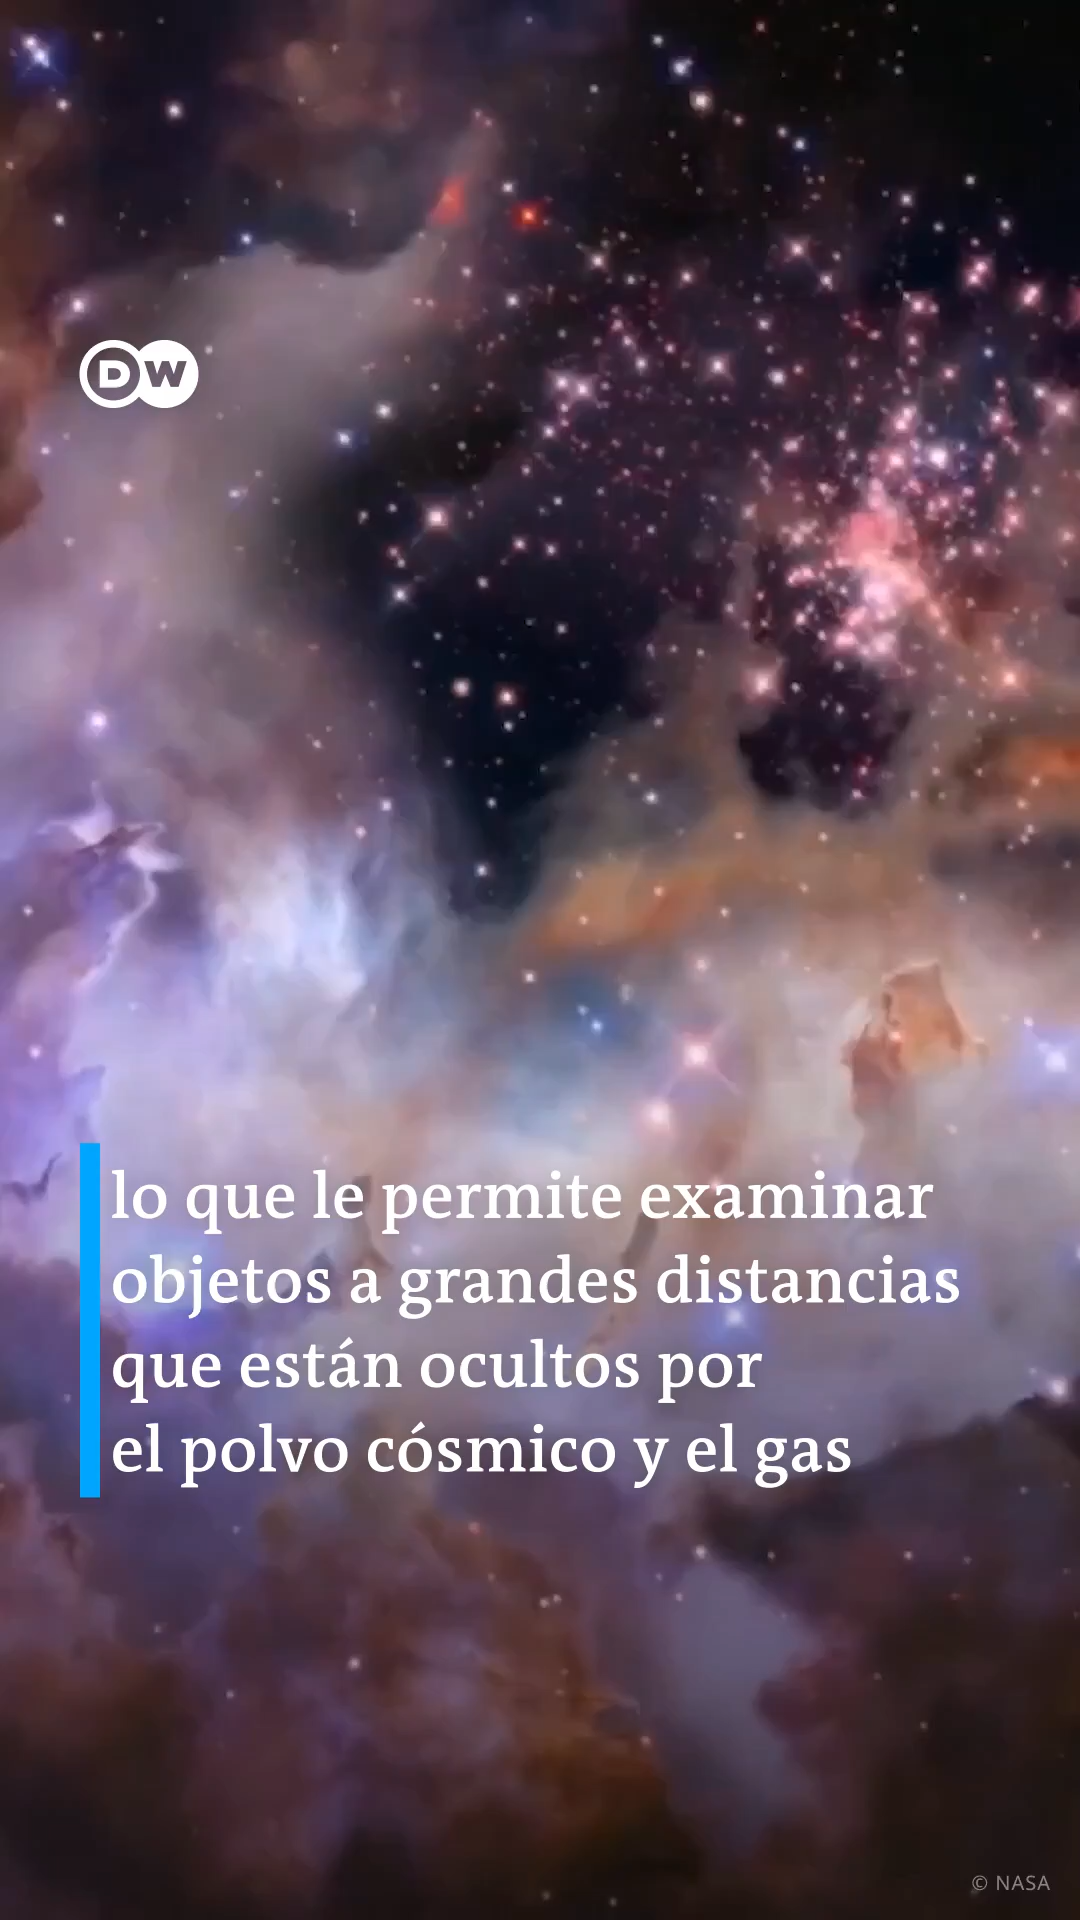 DW
lo que le permite examinar
objetos a grandes distancias
que están ocultos por
el polvo cósmico y el gas
© NASA